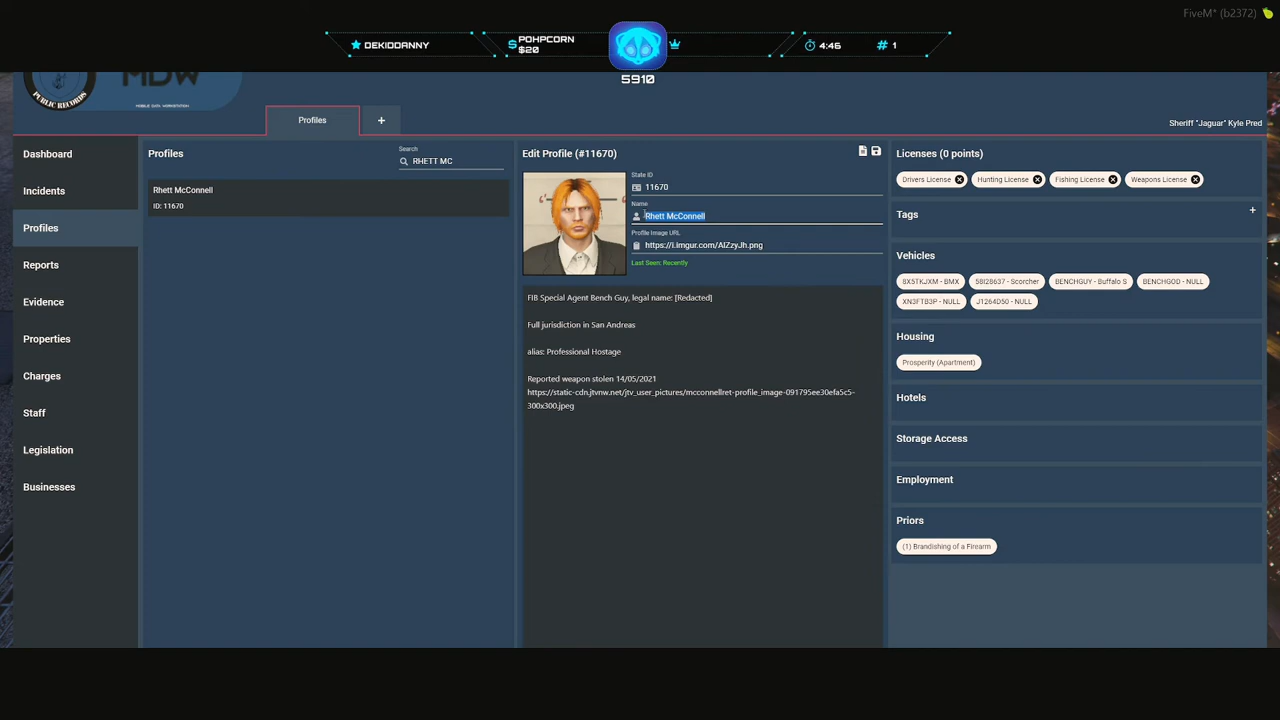 FiveM* (b2372)
DEKIDDANNY
POHPCORN
$20
4:46
# 1
5910
PUBLIC RECORDS
MDW
MOBILE DATA WORKSTATION
Profiles
+
Sheriff "Jaguar" Kyle Pred
Dashboard
Incidents
Profiles
Reports
Evidence
Properties
Charges
Staff
Legislation
Businesses
Profiles
Search
RHETT MC
Rhett McConnell
ID: 11670
Edit Profile (#11670)
State ID
11670
Name
Rhett McConnell
Profile Image URL
https://i.imgur.com/AlZzyJh.png
Last Seen: Recently
FIB Special Agent Bench Guy, legal name: [Redacted]
Full jurisdiction in San Andreas
alias: Professional Hostage
Reported weapon stolen 14/05/2021
https://static-cdn.jtvnw.net/jtv_user_pictures/mcconnellret-profile_image-091795ee30efa5c5-
300x300.jpeg
Licenses (0 points)
Drivers License
Hunting License
Fishing License
Weapons License
Tags
+
Vehicles
8X5TKJXM - BMX
58I28637 - Scorcher
BENCHGUY - Buffalo S
BENCHGOD - NULL
XN3FTB3P - NULL
J1264D50 - NULL
Housing
Prosperity (Apartment)
Hotels
Storage Access
Employment
Priors
(1) Brandishing of a Firearm